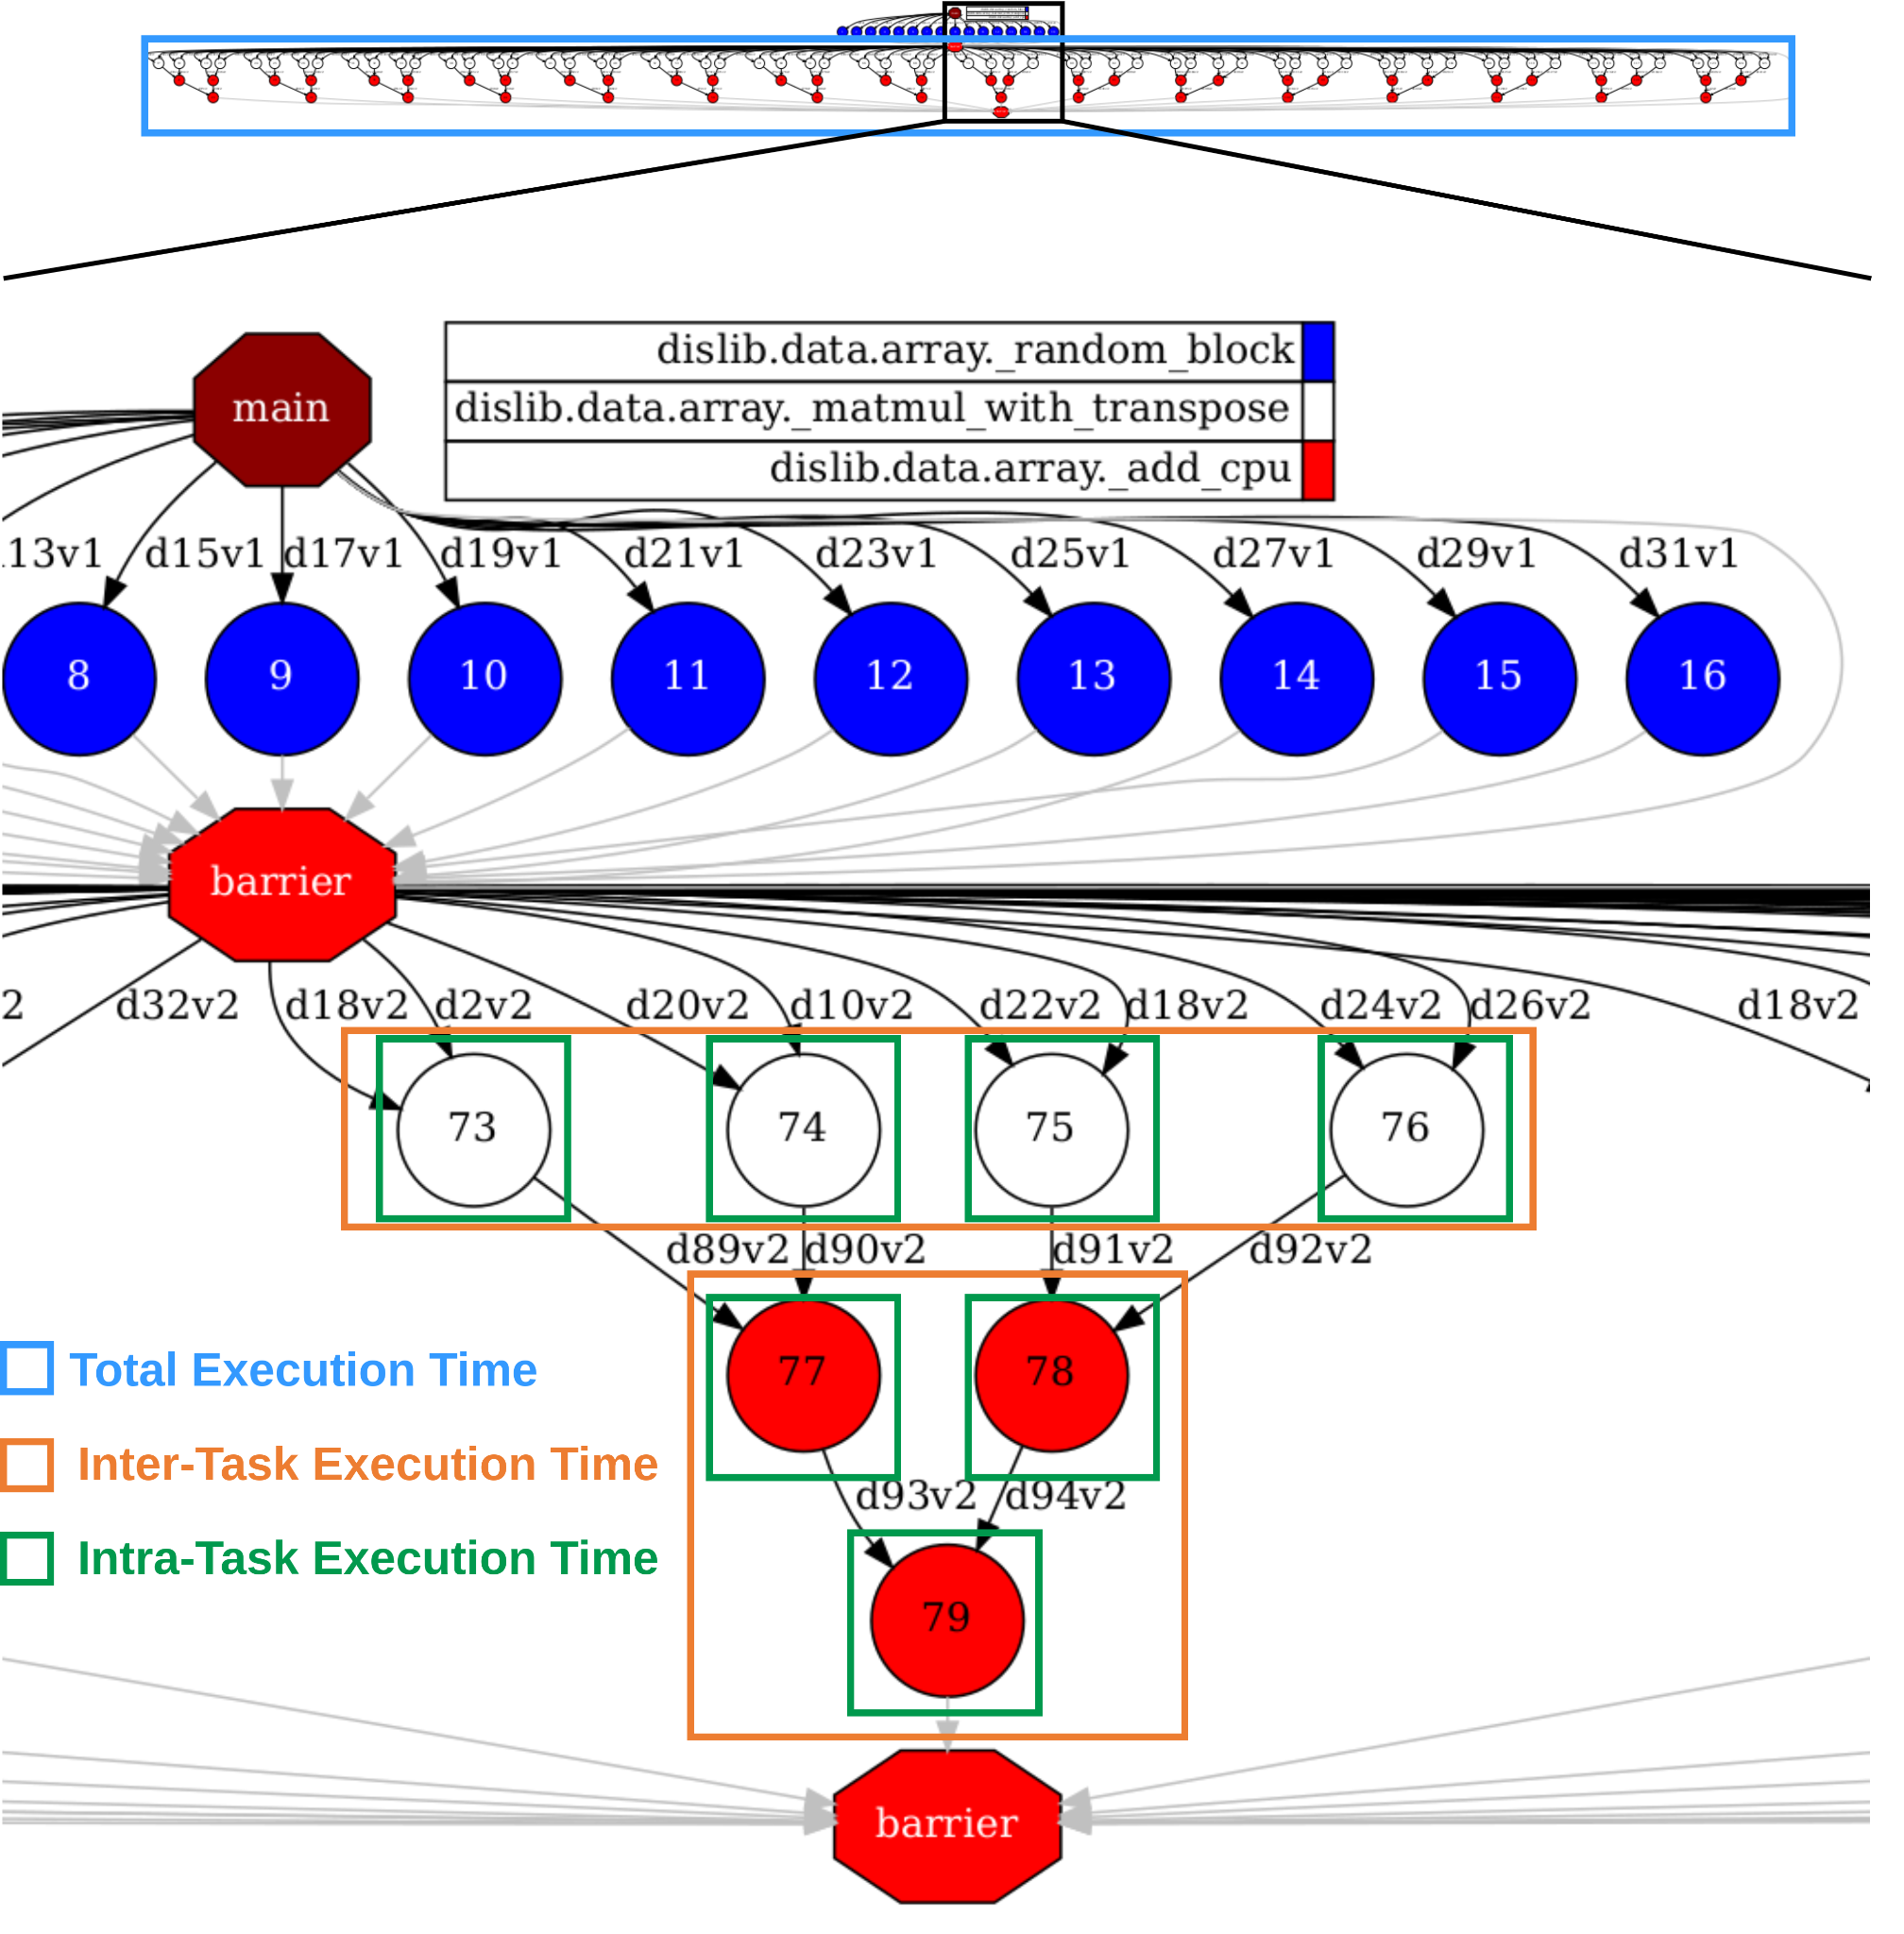 dislib.data.array._random_block
main
dislib.data.array._matmul_with_transpose
dislib.data.array._add_cpu
13v1 d15v1 d17v1 d19v1 d21v1 d23v1 d25v1 d27v1 d29v1 d31v1
8 9 10 11 12 13 14 15 16
barrier
2 d32v2 d18v2 d2v2 d20v2 d10v2 d22v2 d18v2 d24v2 d26v2 d18v2
73 74 75 76
d89v2 d90v2 d91v2 d92v2
77 78
Total Execution Time
Inter-Task Execution Time
d93v2 d94v2
Intra-Task Execution Time
79
barrier